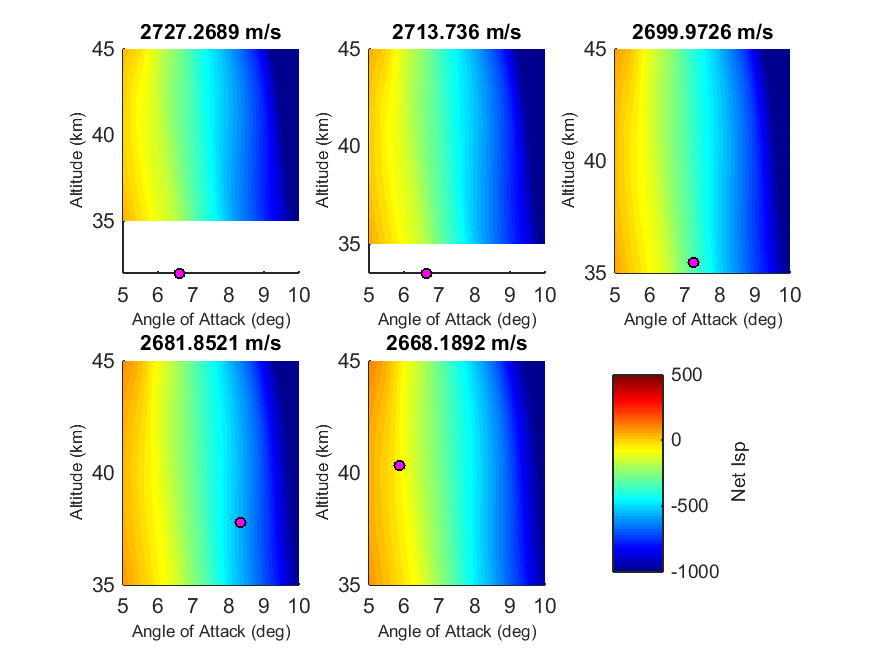 2727.2689 m/s
45
40
35
Altitude (km)
5 6 7 8 9 10
Angle of Attack (deg)
2713.736 m/s
45
40
35
Altitude (km)
5 6 7 8 9 10
Angle of Attack (deg)
2699.9726 m/s
45
40
35
Altitude (km)
5 6 7 8 9 10
Angle of Attack (deg)
2681.8521 m/s
45
40
35
Altitude (km)
5 6 7 8 9 10
Angle of Attack (deg)
2668.1892 m/s
45
40
35
Altitude (km)
5 6 7 8 9 10
Angle of Attack (deg)
500
0
-500
-1000
Net Isp